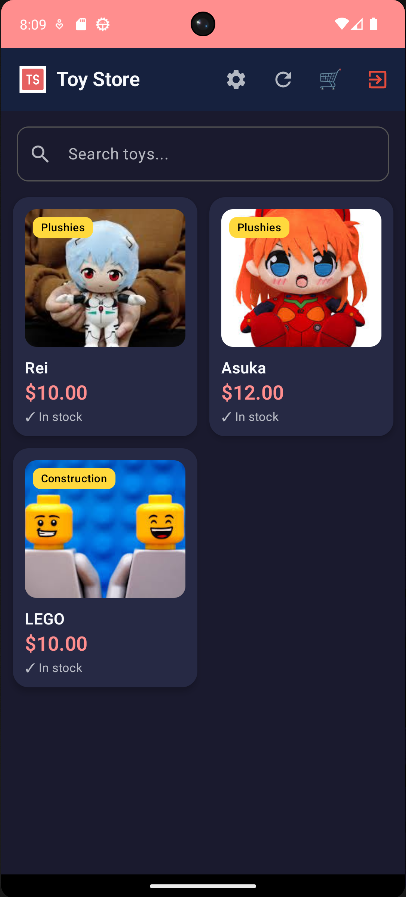 8:09
TS Toy Store
Search toys...
Plushies
Rei
$10.00
✓ In stock
Plushies
Asuka
$12.00
✓ In stock
Construction
LEGO
$10.00
✓ In stock